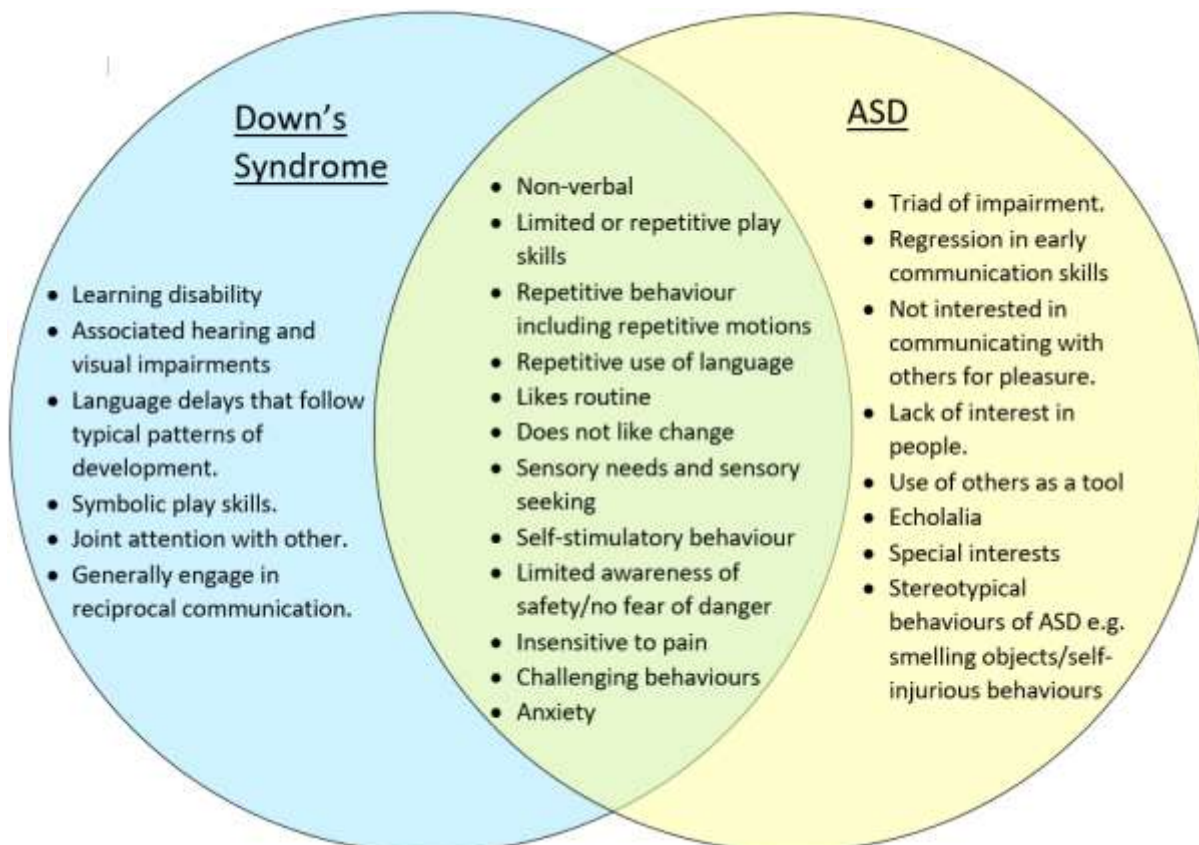 Down's
Syndrome
• Learning disability
• Associated hearing and
visual impairments
• Language delays that follow
typical patterns of
development.
• Symbolic play skills.
• Joint attention with other.
• Generally engage in
reciprocal communication.
• Non-verbal
• Limited or repetitive play
skills
• Repetitive behaviour
including repetitive motions
• Repetitive use of language
• Likes routine
• Does not like change
• Sensory needs and sensory
seeking
• Self-stimulatory behaviour
• Limited awareness of
safety/no fear of danger
• Insensitive to pain
• Challenging behaviours
• Anxiety
ASD
• Triad of impairment.
• Regression in early
communication skills
• Not interested in
communicating with
others for pleasure.
• Lack of interest in
people.
• Use of others as a tool
• Echolalia
• Special interests
• Stereotypical
behaviours of ASD e.g.
smelling objects/self-
injurious behaviours